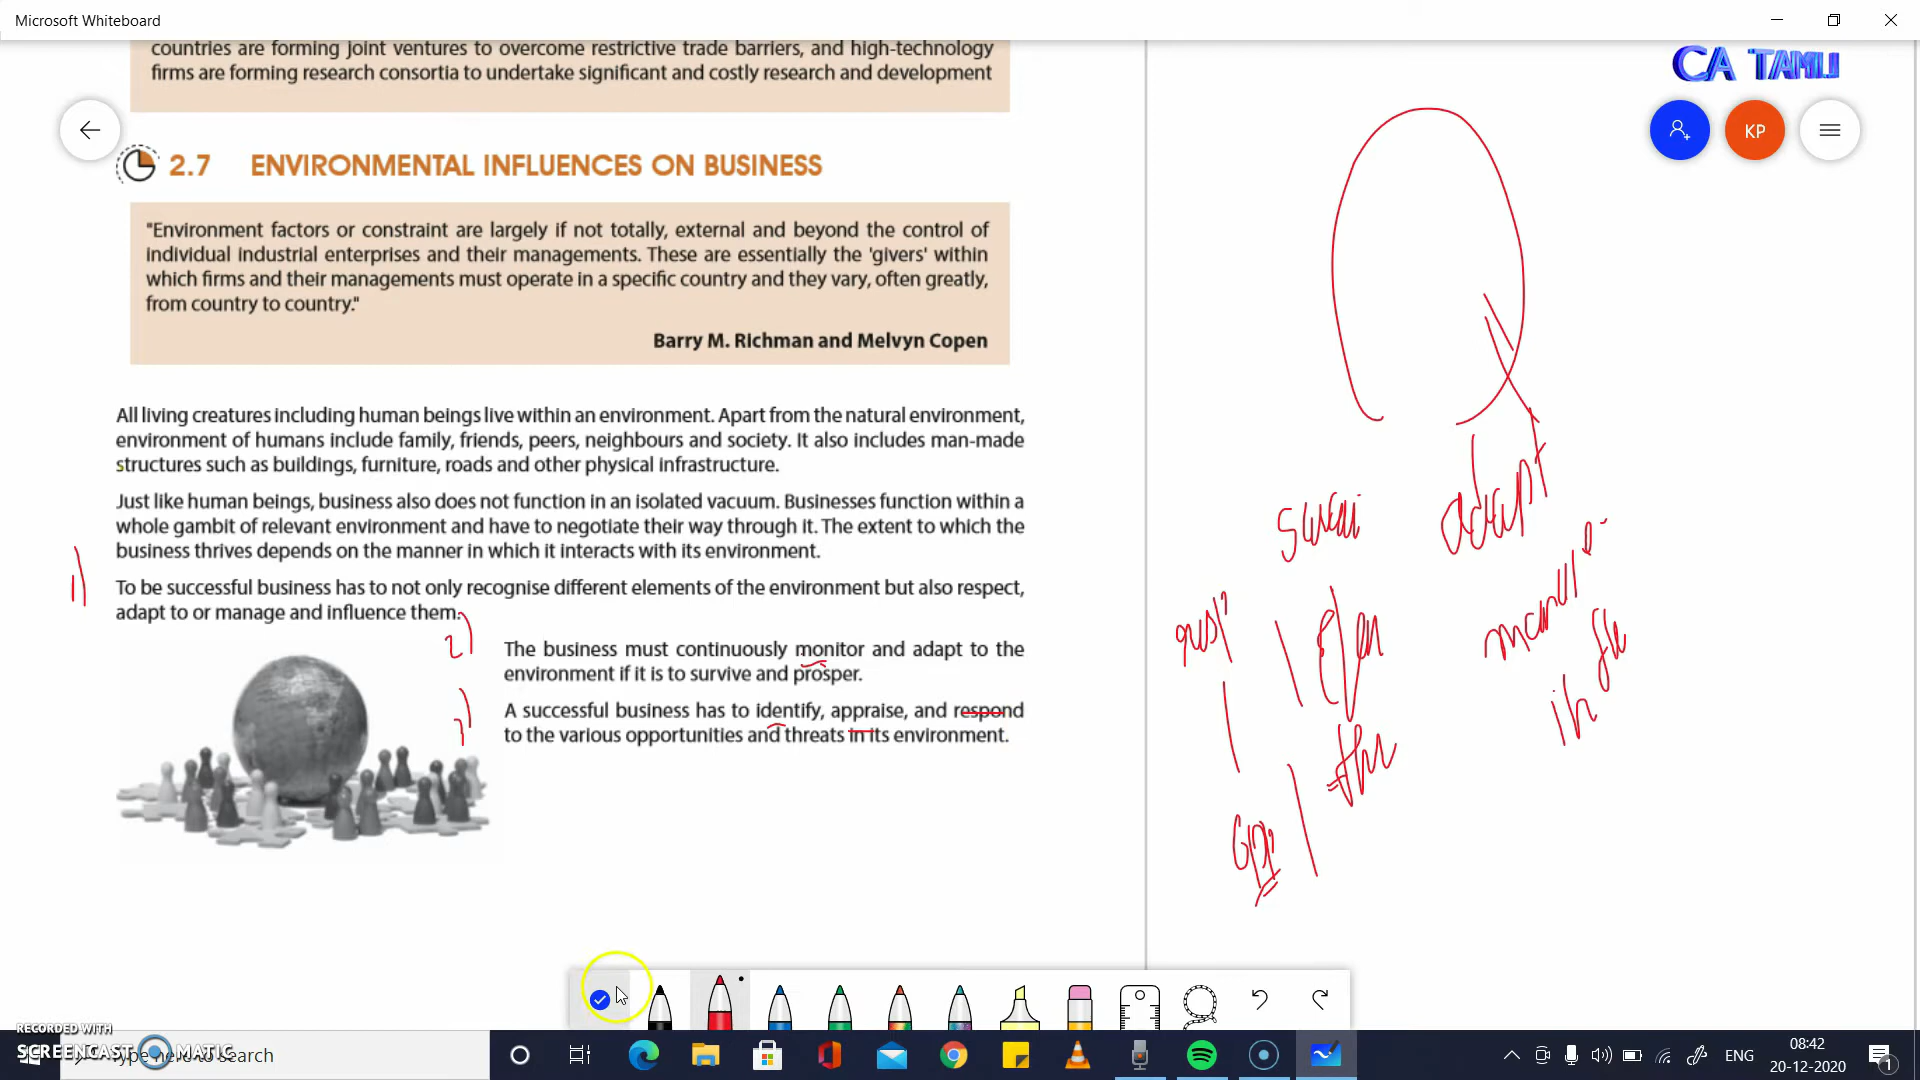 Microsoft Whiteboard
countries are forming joint ventures to overcome restrictive trade barriers, and high-technology
firms are forming research consortia to undertake significant and costly research and development
CA TAMIL
KP
2.7 ENVIRONMENTAL INFLUENCES ON BUSINESS
"Environment factors or constraint are largely if not totally, external and beyond the control of
individual industrial enterprises and their managements. These are essentially the 'givers' within
which firms and their managements must operate in a specific country and they vary, often greatly,
from country to country."
Barry M. Richman and Melvyn Copen
All living creatures including human beings live within an environment. Apart from the natural environment,
environment of humans include family, friends, peers, neighbours and society. It also includes man-made
structures such as buildings, furniture, roads and other physical infrastructure.
Just like human beings, business also does not function in an isolated vacuum. Businesses function within a
whole gambit of relevant environment and have to negotiate their way through it. The extent to which the
business thrives depends on the manner in which it interacts with its environment.
1)
To be successful business has to not only recognise different elements of the environment but also respect,
adapt to or manage and influence them.
2)
The business must continuously monitor and adapt to the
environment if it is to survive and prosper.
A successful business has to identify, appraise, and respond
to the various opportunities and threats in its environment.
adapt
opp
RECORDED WITH
SCREENCAST MATIC
Type here to search
ENG
08:42
20-12-2020
1